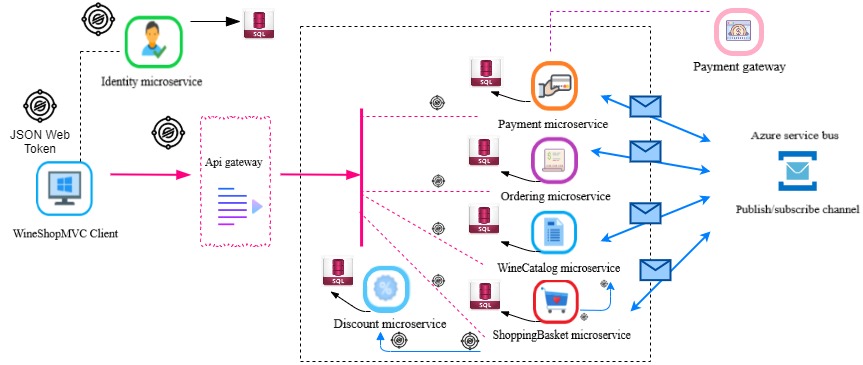 SQL
Identity microservice
Payment gateway
SQL
Payment microservice
JSON Web
Token
Azure service bus
Api gateway
SQL
Ordering microservice
Publish/subscribe channel
WineShopMVC Client
SQL
WineCatalog microservice
SQL
SQL
Discount microservice
ShoppingBasket microservice